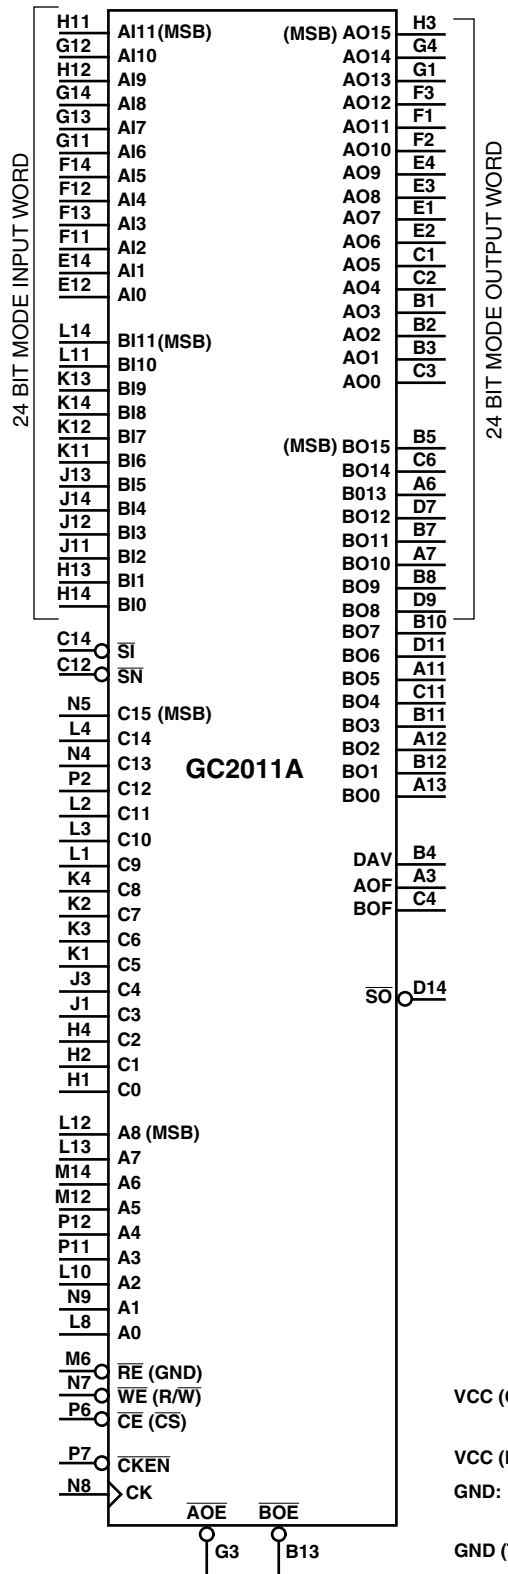 24 BIT MODE INPUT WORD
H11 AI11(MSB)
G12 AI10
H12 AI9
G14 AI8
G13 AI7
G11 AI6
F14 AI5
F12 AI4
F13 AI3
F11 AI2
E14 AI1
E12 AI0
L14 BI11(MSB)
L11 BI10
K13 BI9
K14 BI8
K12 BI7
K11 BI6
J13 BI5
J14 BI4
J12 BI3
J11 BI2
H13 BI1
H14 BI0
C14 SI
C12 SN
N5 C15 (MSB)
L4 C14
N4 C13
P2 C12
L2 C11
L3 C10
L1 C9
K4 C8
K2 C7
K3 C6
K1 C5
J3 C4
J1 C3
H4 C2
H2 C1
H1 C0
L12 A8 (MSB)
L13 A7
M14 A6
M12 A5
P12 A4
P11 A3
L10 A2
N9 A1
L8 A0
M6 RE (GND)
N7 WE (R/W)
P6 CE (CS)
P7 CKEN
N8 CK
GC2011A
(MSB) AO15 H3
AO14 G4
AO13 G1
AO12 F3
AO11 F1
AO10 F2
AO9 E4
AO8 E3
AO7 E1
AO6 E2
AO5 C1
AO4 C2
AO3 B1
AO2 B2
AO1 B3
AO0 C3
(MSB) BO15 B5
BO14 C6
B013 A6
BO12 D7
BO11 B7
BO10 A7
BO9 B8
BO8 D9
BO7 B10
BO6 D11
BO5 A11
BO4 C11
BO3 B11
BO2 A12
BO1 B12
BO0 A13
24 BIT MODE OUTPUT WORD
DAV B4
AOF A3
BOF C4
SO D14
AOE BOE
G3 B13
VCC (
VCC (
GND:
GND (